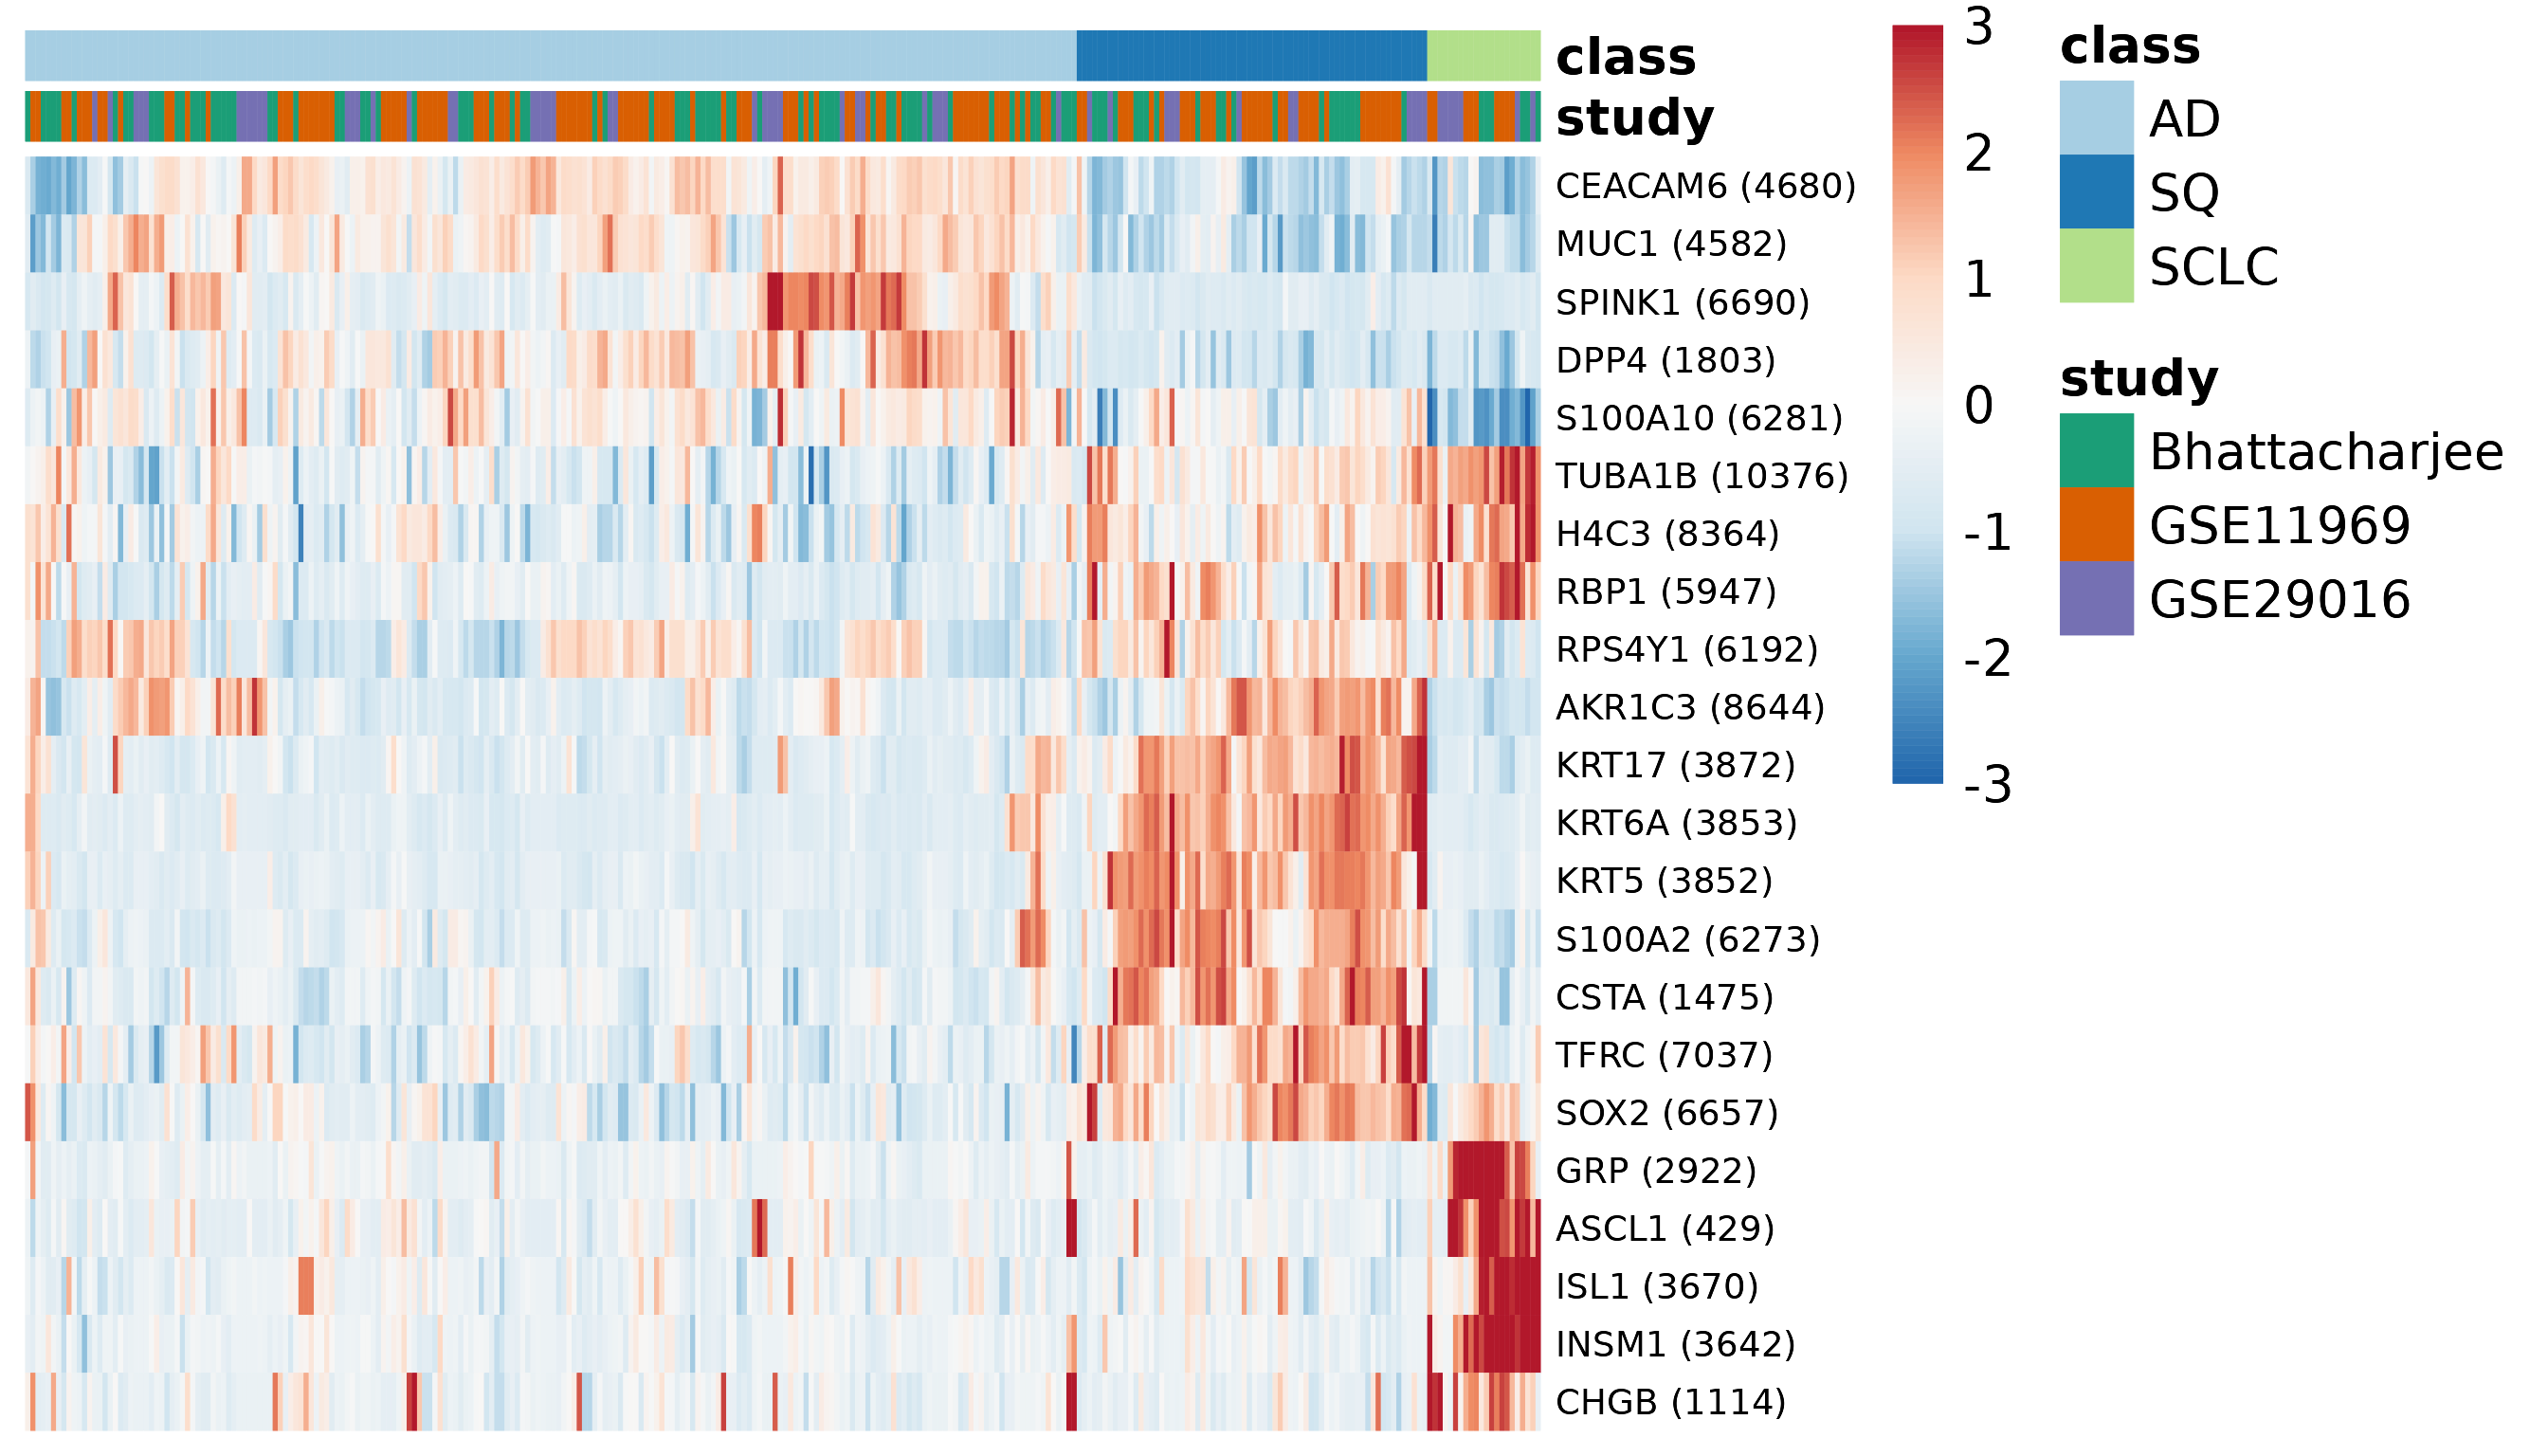 class
study
CEACAM6 (4680)
MUC1 (4582)
SPINK1 (6690)
DPP4 (1803)
S100A10 (6281)
TUBA1B (10376)
H4C3 (8364)
RBP1 (5947)
RPS4Y1 (6192)
AKR1C3 (8644)
KRT17 (3872)
KRT6A (3853)
KRT5 (3852)
S100A2 (6273)
CSTA (1475)
TFRC (7037)
SOX2 (6657)
GRP (2922)
ASCL1 (429)
ISL1 (3670)
INSM1 (3642)
CHGB (1114)
3
2
1
0
-1
-2
-3
class
AD
SQ
SCLC
study
Bhattacharjee
GSE11969
GSE29016